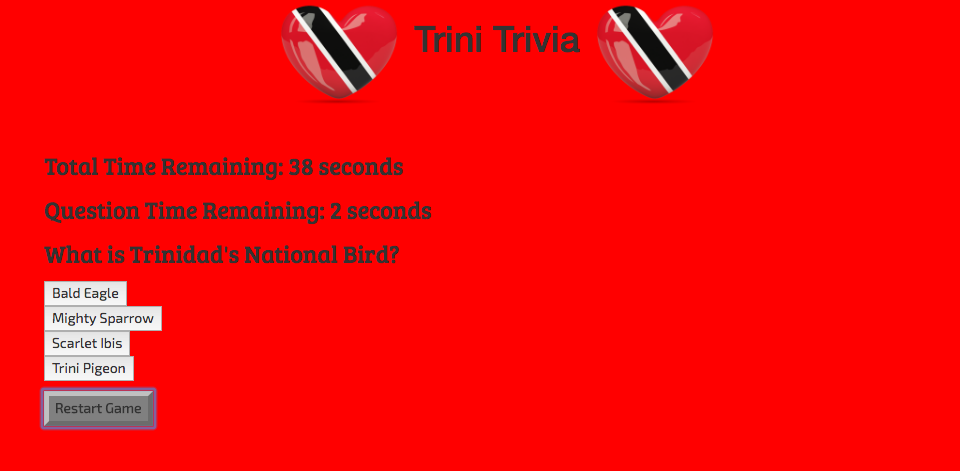 Trini Trivia
Total Time Remaining: 38 seconds
Question Time Remaining: 2 seconds
What is Trinidad's National Bird?
Bald Eagle
Mighty Sparrow
Scarlet Ibis
Trini Pigeon
Restart Game